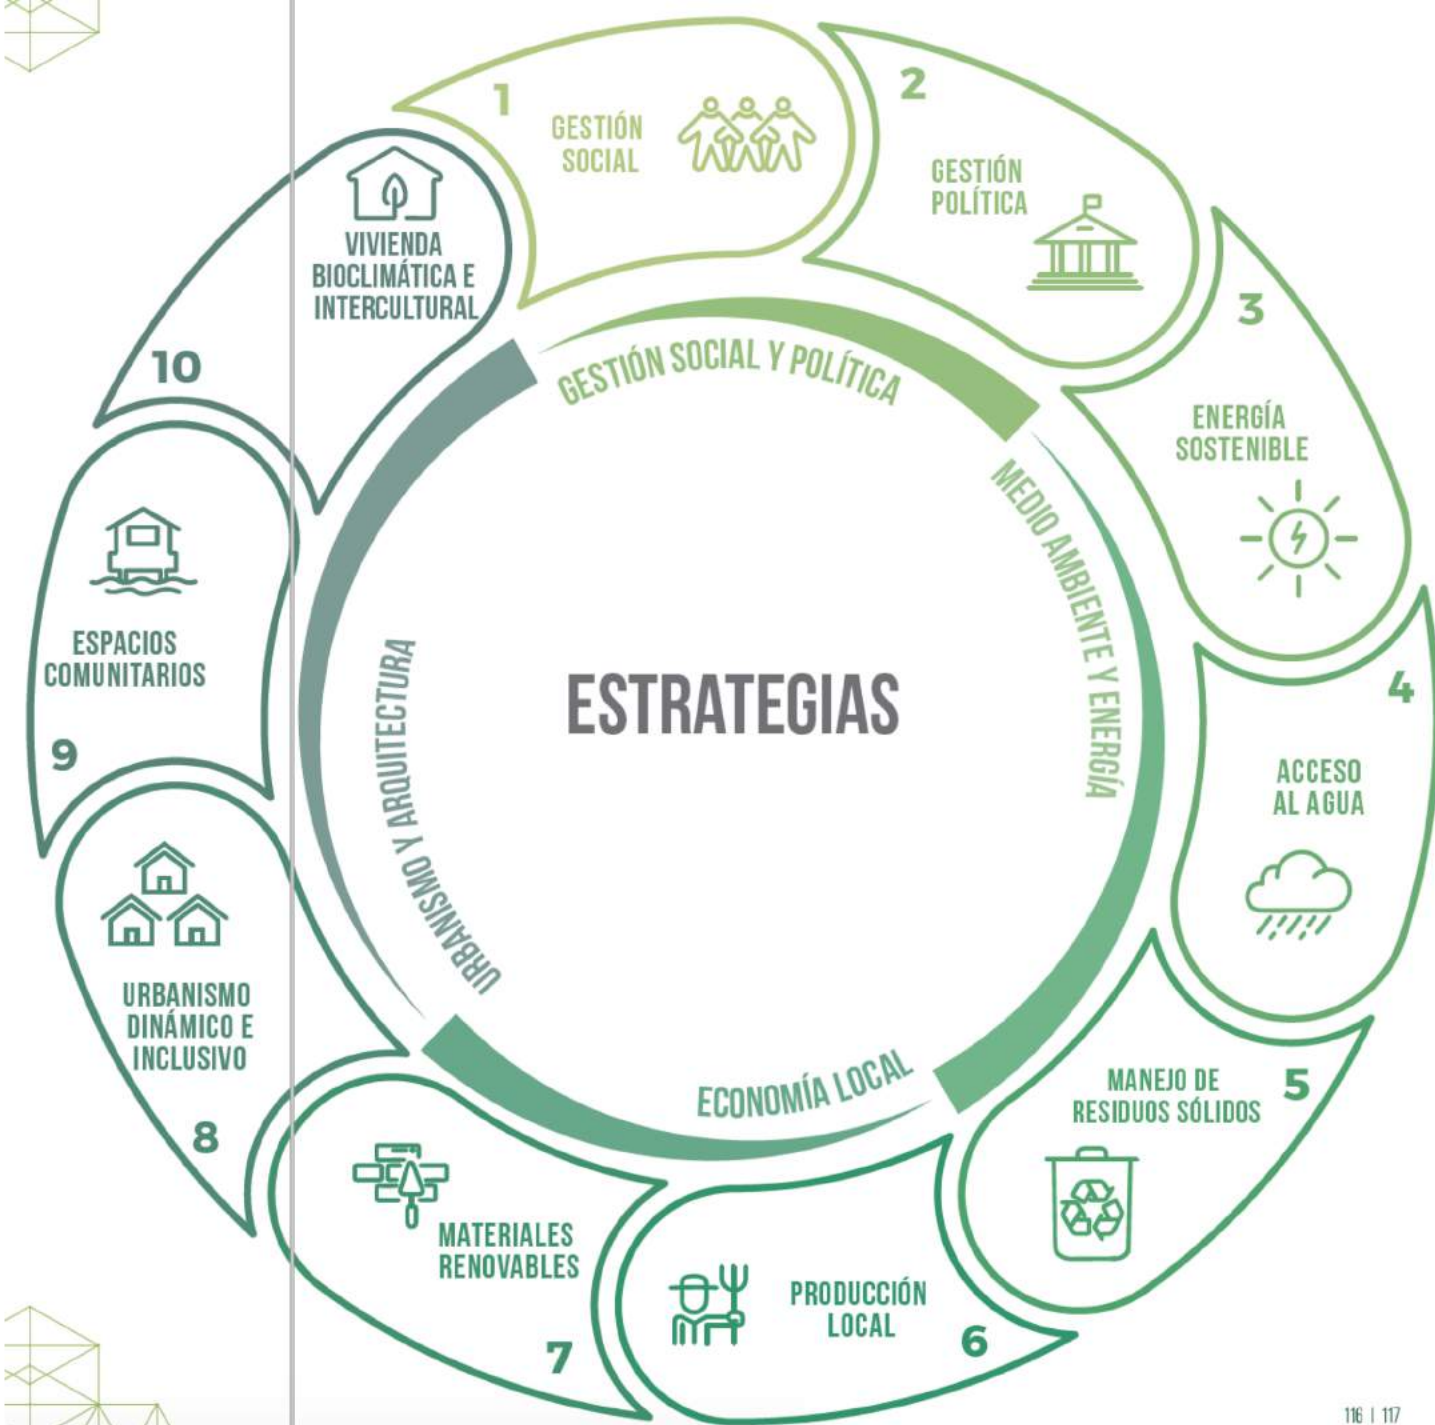 1
GESTIÓN
SOCIAL
2
GESTIÓN
POLÍTICA
3
ENERGÍA
SOSTENIBLE
4
ACCESO
AL AGUA
5
MANEJO DE
RESIDUOS SÓLIDOS
6
PRODUCCIÓN
LOCAL
7
MATERIALES
RENOVABLES
8
URBANISMO
DINÁMICO E
INCLUSIVO
9
ESPACIOS
COMUNITARIOS
10
VIVIENDA
BIOCLIMÁTICA E
INTERCULTURAL
GESTIÓN SOCIAL Y POLÍTICA
MEDIO AMBIENTE Y ENERGÍA
ECONOMÍA LOCAL
URBANISMO Y ARQUITECTURA
ESTRATEGIAS
116 | 117